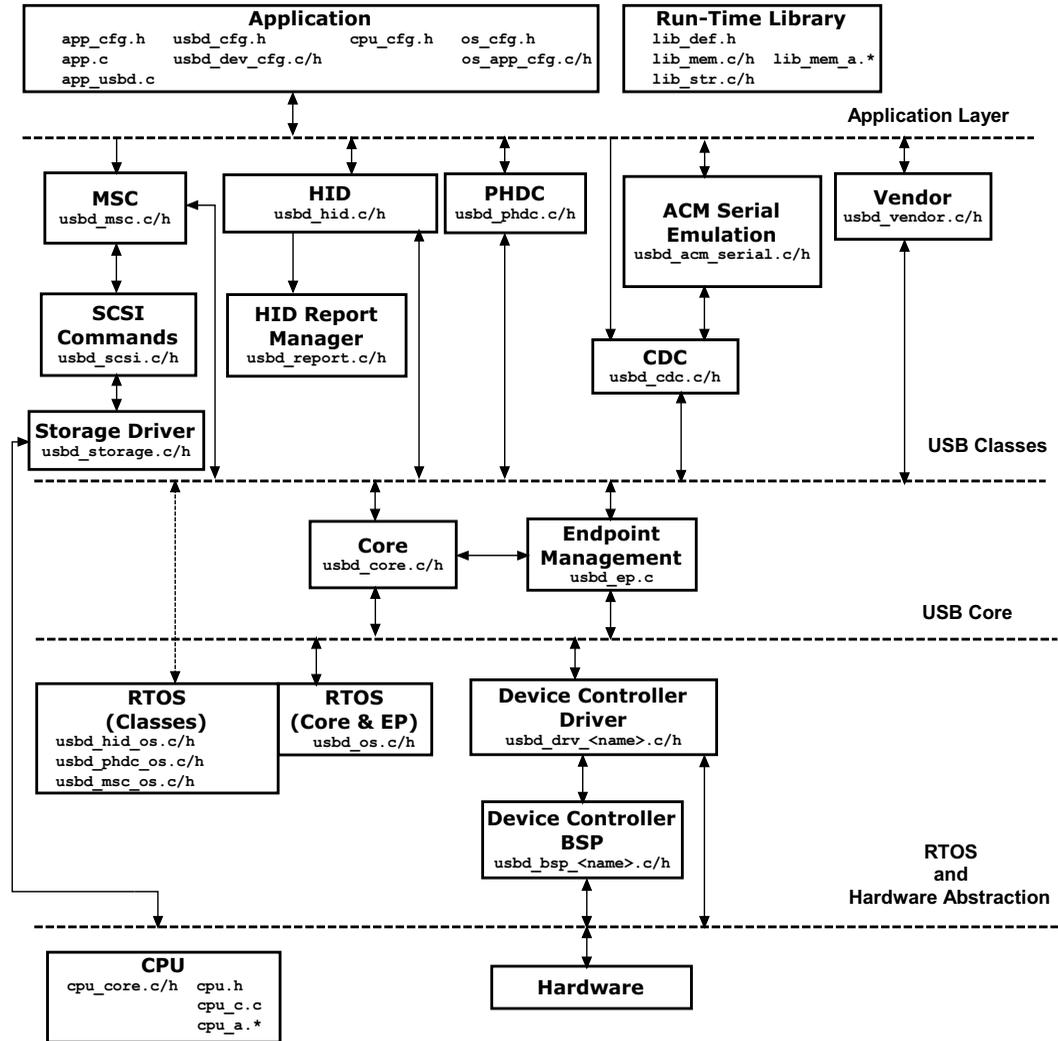 Application
app_cfg.h usbd_cfg.h cpu_cfg.h os_cfg.h
app.c usbd_dev_cfg.c/h os_app_cfg.c/h
app_usbd.c
Run-Time Library
lib_def.h
lib_mem.c/h lib_mem_a.*
lib_str.c/h
Application Layer
MSC
usbd_msc.c/h
HID
usbd_hid.c/h
PHDC
usbd_phdc.c/h
ACM Serial
Emulation
usbd_acm_serial.c/h
Vendor
usbd_vendor.c/h
SCSI
Commands
usbd_scsi.c/h
HID Report
Manager
usbd_report.c/h
CDC
usbd_cdc.c/h
Storage Driver
usbd_storage.c/h
USB Classes
Core
usbd_core.c/h
Endpoint
Management
usbd_ep.c
USB Core
RTOS
(Classes)
usbd_hid_os.c/h
usbd_phdc_os.c/h
usbd_msc_os.c/h
RTOS
(Core & EP)
usbd_os.c/h
Device Controller
Driver
usbd_drv_<name>.c/h
Device Controller
BSP
usbd_bsp_<name>.c/h
RTOS
and
Hardware Abstraction
CPU
cpu_core.c/h cpu.h
cpu_c.c
cpu_a.*
Hardware